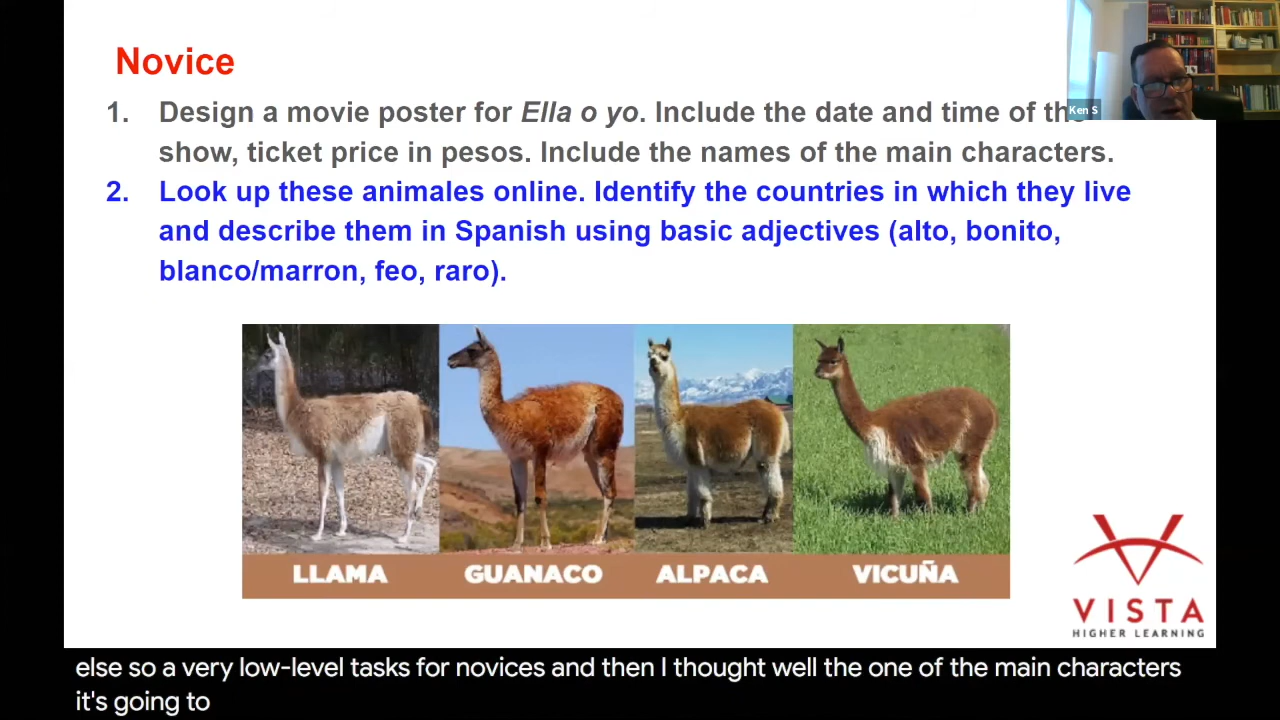 Novice
1. Design a movie poster for Ella o yo. Include the date and time of the
show, ticket price in pesos. Include the names of the main characters.
2. Look up these animales online. Identify the countries in which they live
and describe them in Spanish using basic adjectives (alto, bonito,
blanco/marron, feo, raro).
Ken S
LLAMA GUANACO ALPACA VICUÑA
VISTA
HIGHER LEARNING
else so a very low-level tasks for novices and then I thought well the one of the main characters
it's going to